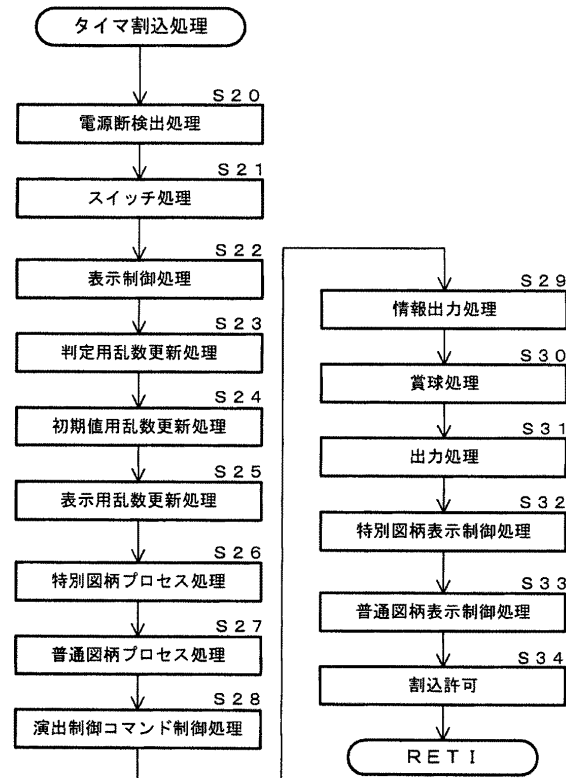 タイマ割込処理
S20
電源断検出処理
S21
スイッチ処理
S22
表示制御処理
S23
判定用乱数更新処理
S24
初期値用乱数更新処理
S25
表示用乱数更新処理
S26
特別図柄プロセス処理
S27
普通図柄プロセス処理
S28
演出制御コマンド制御処理
S29
情報出力処理
S30
賞球処理
S31
出力処理
S32
特別図柄表示制御処理
S33
普通図柄表示制御処理
S34
割込許可
RETI